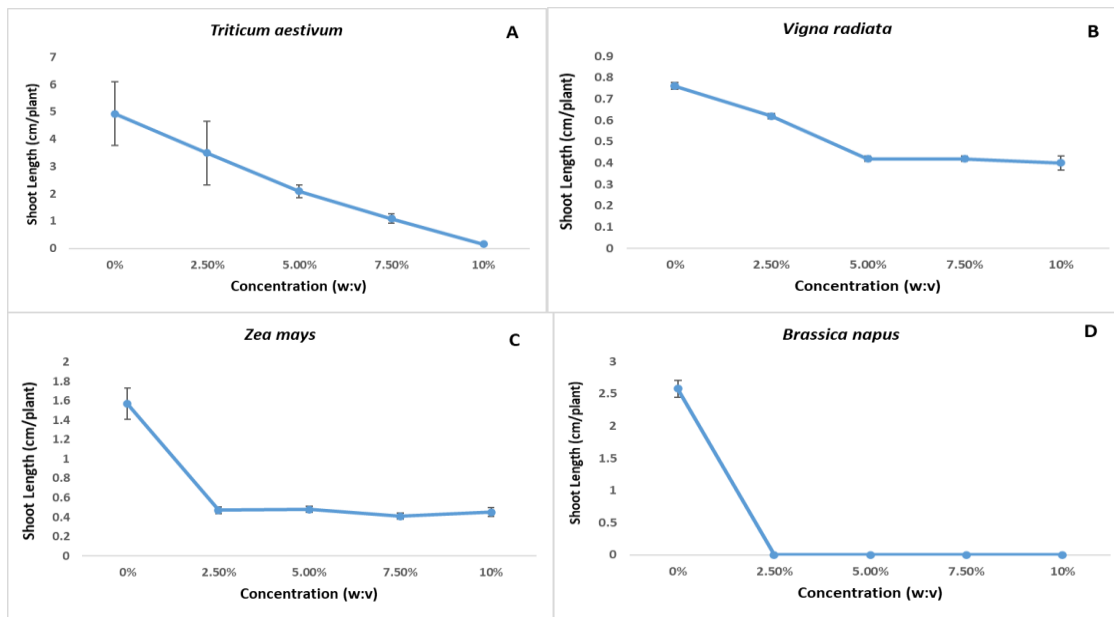 Triticum aestivum
A
Shoot Length (cm/plant)
7
6
5
4
3
2
1
0
0% 2.50% 5.00% 7.50% 10%
Concentration (w:v)
Vigna radiata
B
Shoot Length (cm/plant)
0.9
0.8
0.7
0.6
0.5
0.4
0.3
0.2
0.1
0
0% 2.50% 5.00% 7.50% 10%
Concentration (w:v)
Zea mays
C
Shoot Length (cm/plant)
2
1.8
1.6
1.4
1.2
1
0.8
0.6
0.4
0.2
0
0% 2.50% 5.00% 7.50% 10%
Concentration (w:v)
Brassica napus
D
Shoot Length (cm/plant)
3
2.5
2
1.5
1
0.5
0
0% 2.50% 5.00% 7.50% 10%
Concentration (w:v)